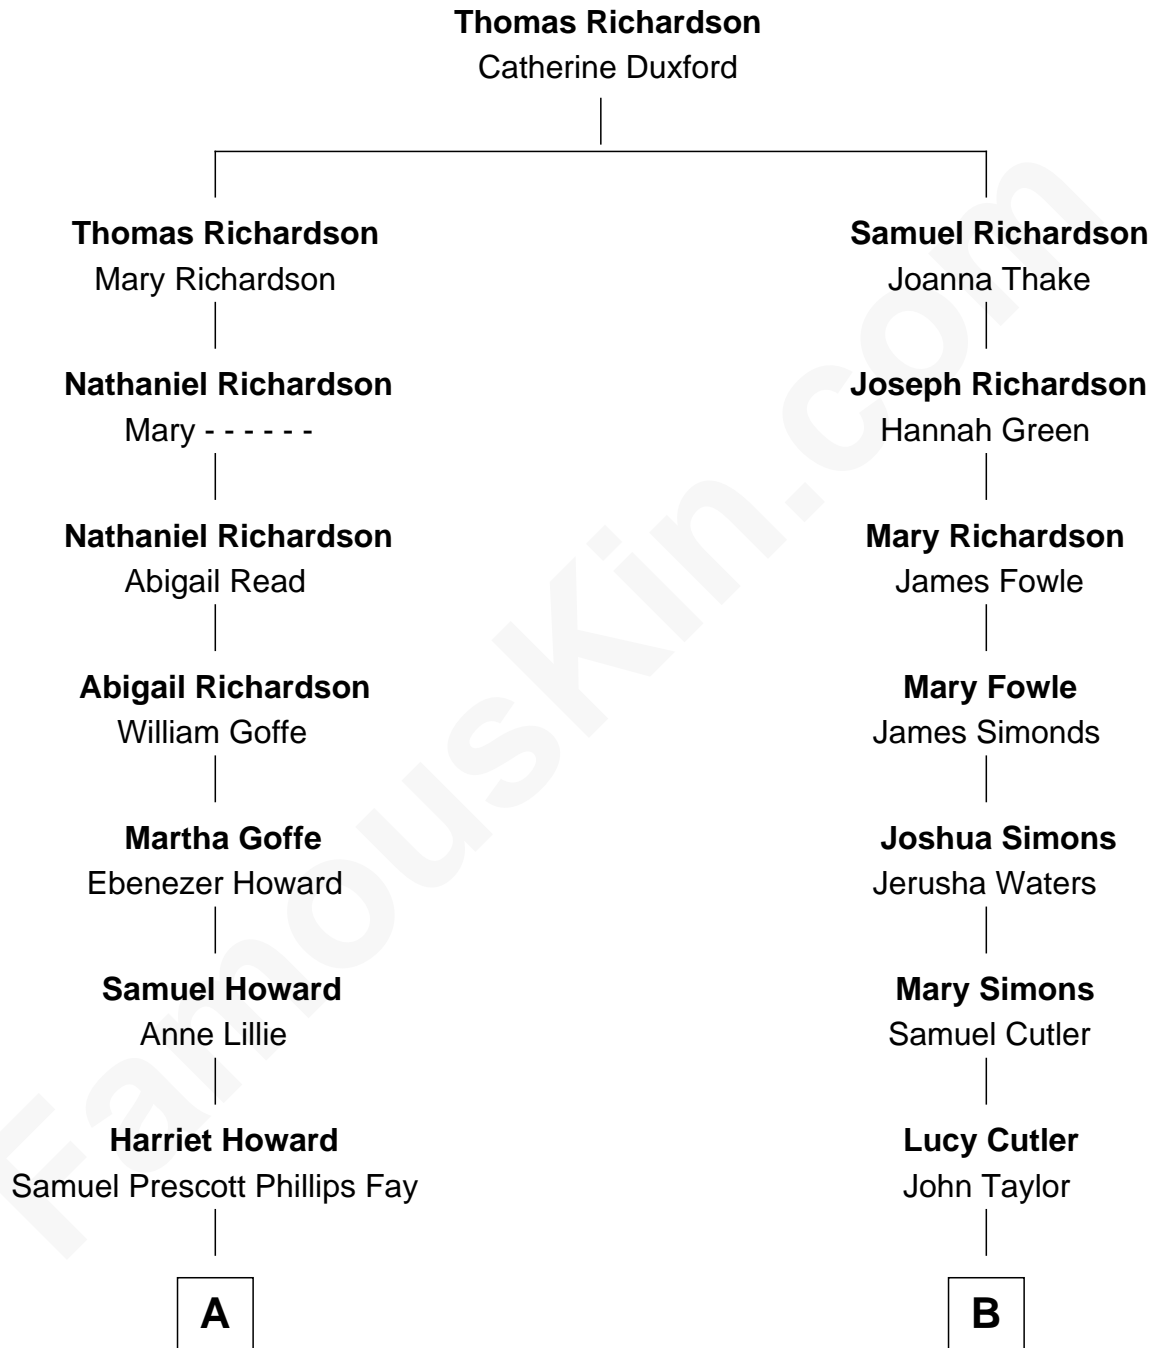 Thomas Richardson
Catherine Duxford
Thomas Richardson
Mary Richardson
Samuel Richardson
Joanna Thake
Nathaniel Richardson
Mary - - - - - -
Joseph Richardson
Hannah Green
Nathaniel Richardson
Abigail Read
Mary Richardson
James Fowle
Abigail Richardson
William Goffe
Mary Fowle
James Simonds
Martha Goffe
Ebenezer Howard
Joshua Simons
Jerusha Waters
Samuel Howard
Anne Lillie
Mary Simons
Samuel Cutler
Harriet Howard
Samuel Prescott Phillips Fay
Lucy Cutler
John Taylor
A
B
FamousKin.com